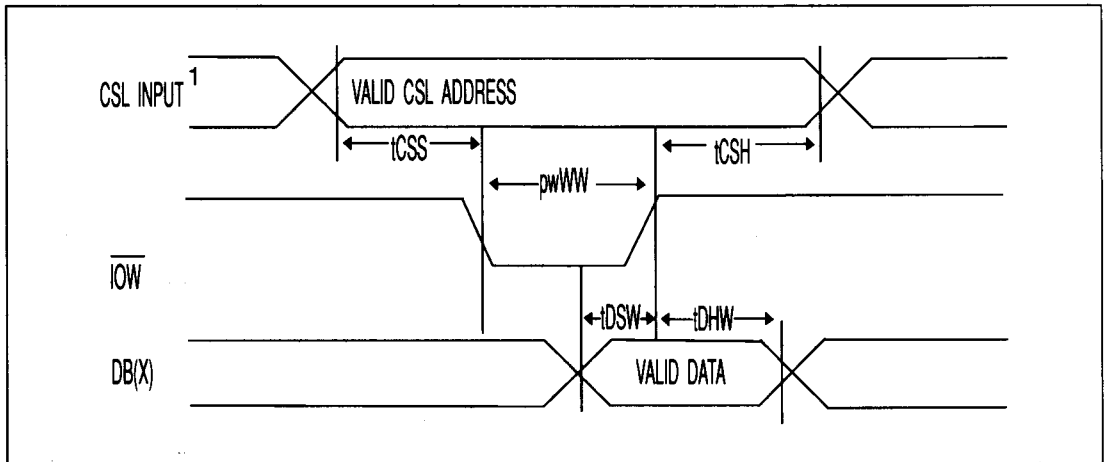 CSL INPUT 1
VALID CSL ADDRESS
tCSS
tCSH
pwWW
IOW
tDSW
tDHW
DB(X)
VALID DATA